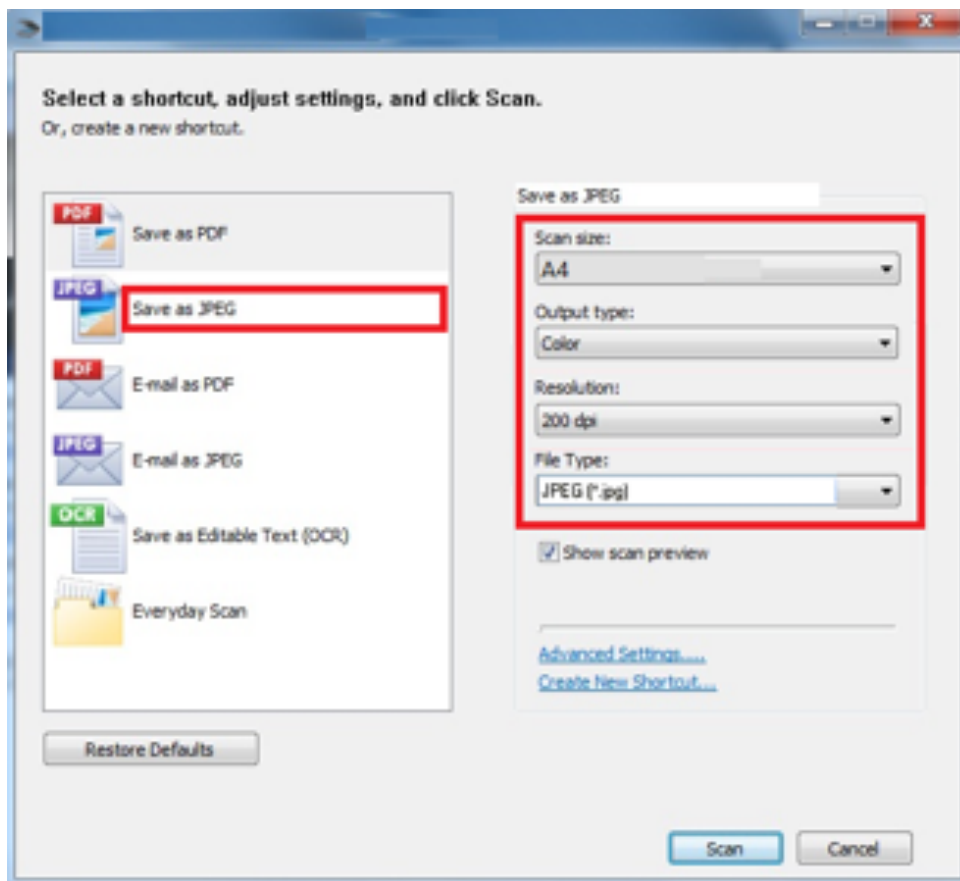 Select a shortcut, adjust settings, and click Scan.
Or, create a new shortcut.
PDF
Save as PDF
JPEG
Save as JPEG
PDF
E-mail as PDF
JPEG
E-mail as JPEG
OCR
Save as Editable Text (OCR)
Everyday Scan
Restore Defaults
Save as JPEG
Scan size:
A4
Output type:
Color
Resolution:
200 dpi
File Type:
JPEG (*.jpg)
Show scan preview
Advanced Settings.....
Create New Shortcut...
Scan
Cancel